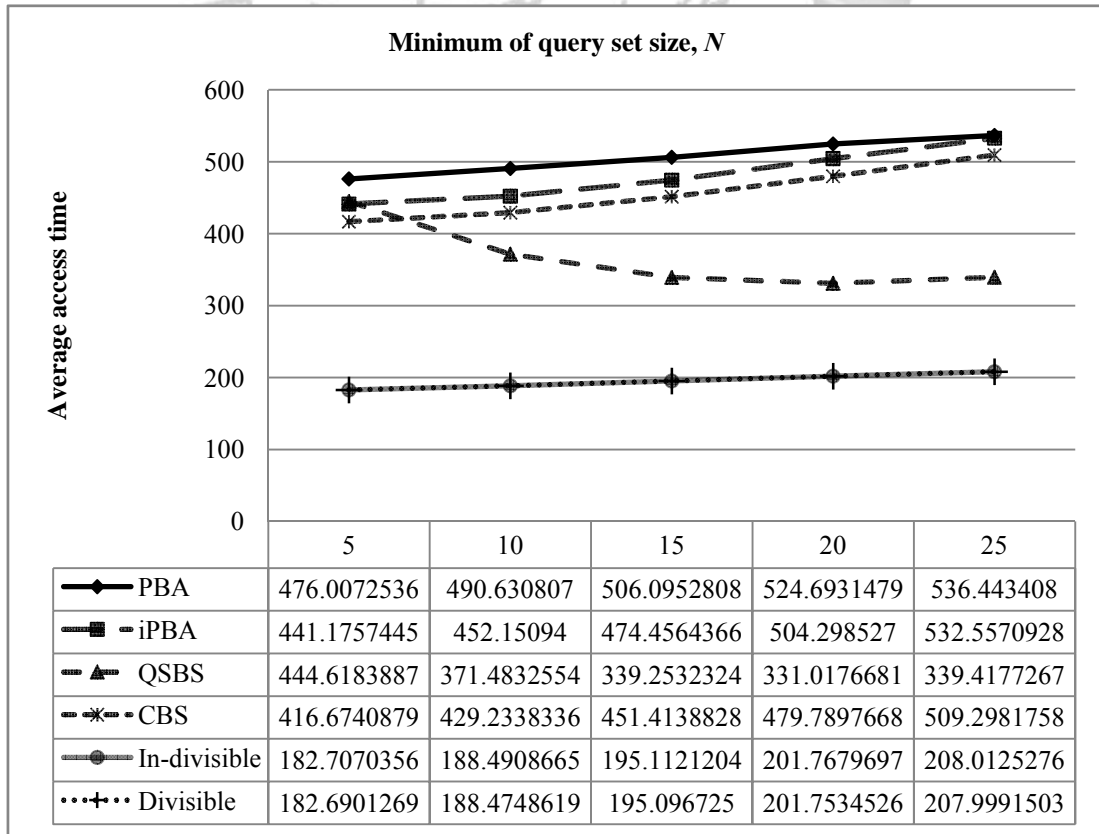 Minimum of query set size, N
Average access time
600
500
400
300
200
100
0
5 10 15 20 25
PBA 476.0072536 490.630807 506.0952808 524.6931479 536.443408
iPBA 441.1757445 452.15094 474.4564366 504.298527 532.5570928
QSBS 444.6183887 371.4832554 339.2532324 331.0176681 339.4177267
CBS 416.6740879 429.2338336 451.4138828 479.7897668 509.2981758
In-divisible 182.7070356 188.4908665 195.1121204 201.7679697 208.0125276
Divisible 182.6901269 188.4748619 195.096725 201.7534526 207.9991503